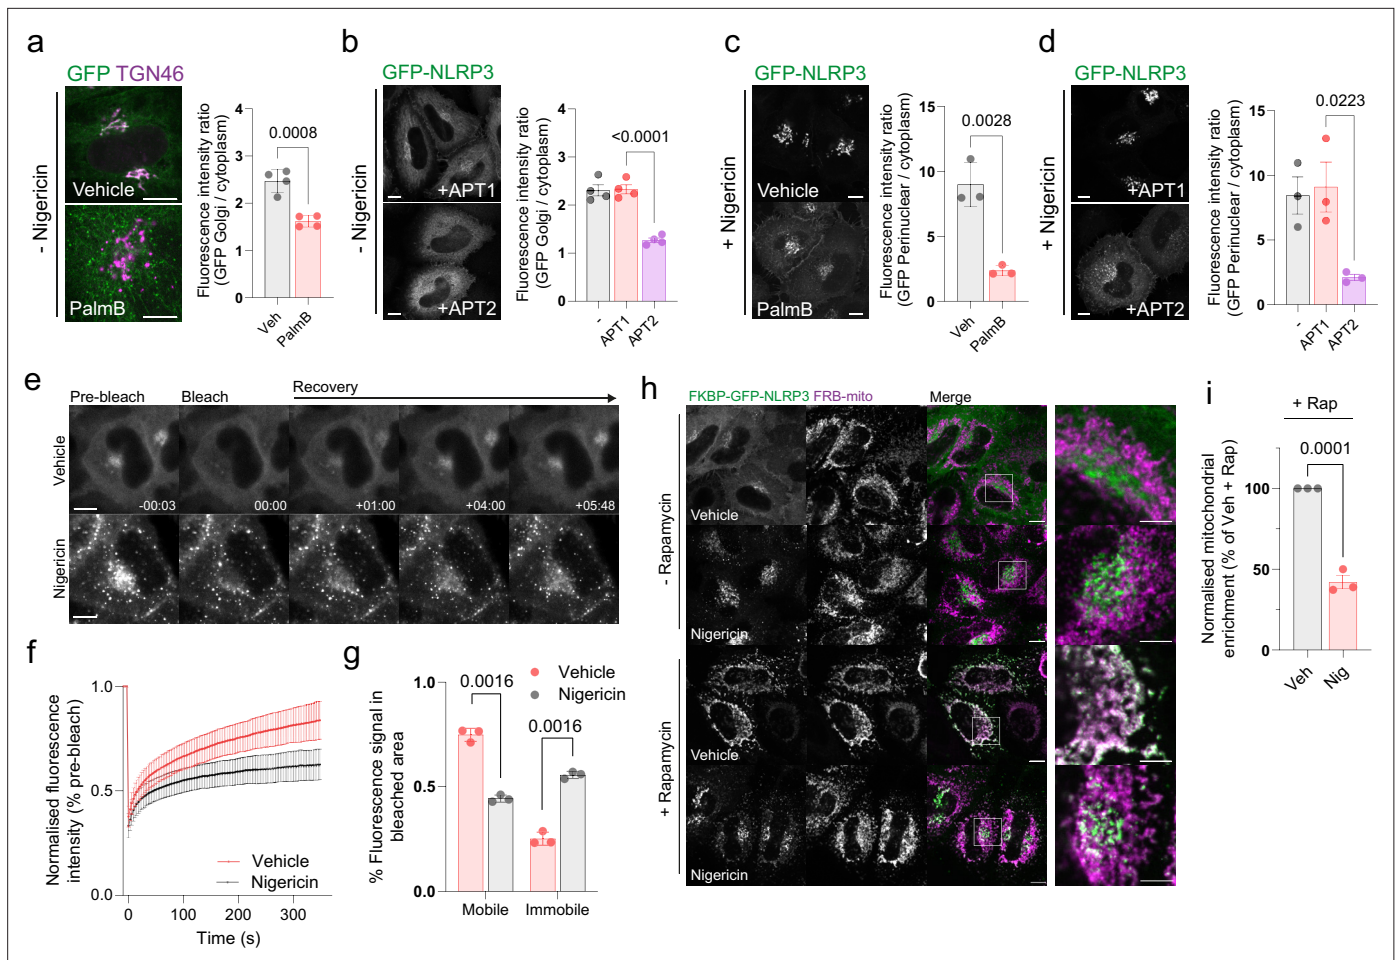 a
GFP TGN46
- Nigericin
Vehicle
PalmB
Fluorescence intensity ratio
(GFP Golgi / cytoplasm)
4
3
2
1
0
0.0008
Veh
PalmB
b
GFP-NLRP3
- Nigericin
+APT1
+APT2
Fluorescence intensity ratio
(GFP Golgi / cytoplasm)
4
3
2
1
0
<0.0001
-
APT1
APT2
c
GFP-NLRP3
+ Nigericin
Vehicle
PalmB
Fluorescence intensity ratio
(GFP Perinuclear / cytoplasm)
15
10
5
0
0.0028
Veh
PalmB
d
GFP-NLRP3
+ Nigericin
+APT1
+APT2
Fluorescence intensity ratio
(GFP Perinuclear / cytoplasm)
15
10
5
0
0.0223
-
APT1
APT2
e
Pre-bleach
Bleach
Recovery
Vehicle
-00:03
00:00
+01:00
+04:00
+05:48
Nigericin
f
Normalised fluorescence
intensity (% pre-bleach)
1.0
0.5
0.0
Vehicle
Nigericin
0
100
200
300
Time (s)
g
Vehicle
Nigericin
% Fluorescence signal in
bleached area
1.0
0.5
0.0
0.0016
0.0016
Mobile
Immobile
h
FKBP-GFP-NLRP3 FRB-mito
Merge
- Rapamycin
Vehicle
Nigericin
+ Rapamycin
Vehicle
Nigericin
i
+ Rap
0.0001
Normalised mitochondrial
enrichment (% of Veh + Rap)
100
50
0
Veh
Nig